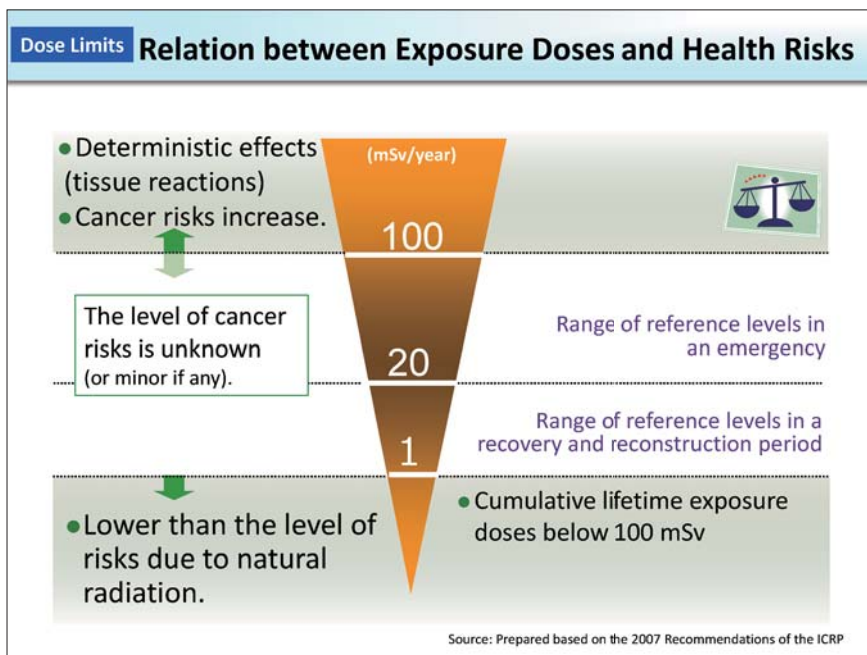 Dose Limits
Relation between Exposure Doses and Health Risks
● Deterministic effects
(tissue reactions)
● Cancer risks increase.
(mSv/year)
100
The level of cancer
risks is unknown
(or minor if any).
Range of reference levels in
an emergency
20
Range of reference levels in a
recovery and reconstruction period
1
● Lower than the level of
risks due to natural
radiation.
● Cumulative lifetime exposure
doses below 100 mSv
Source: Prepared based on the 2007 Recommendations of the ICRP